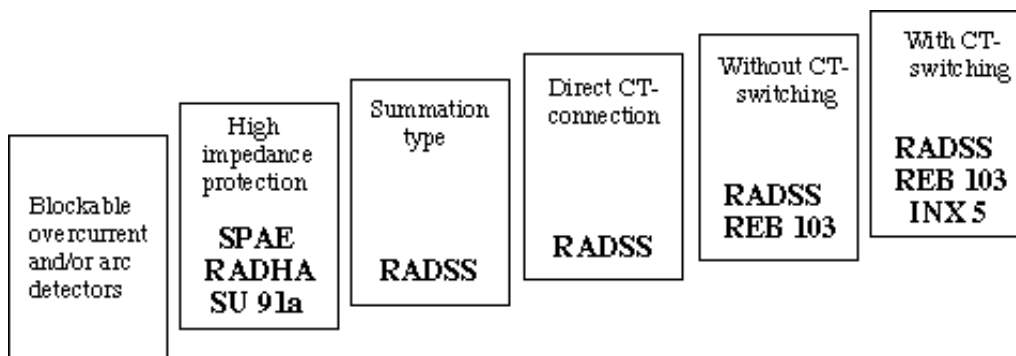 Blockable
overcurrent
and/or arc
detectors
High
impedance
protection
SPAE
RADHA
SU 91a
Summation
type
RADSS
Direct CT-
connection
RADSS
Without CT-
switching
RADSS
REB 103
With CT-
switching
RADSS
REB 103
INX 5